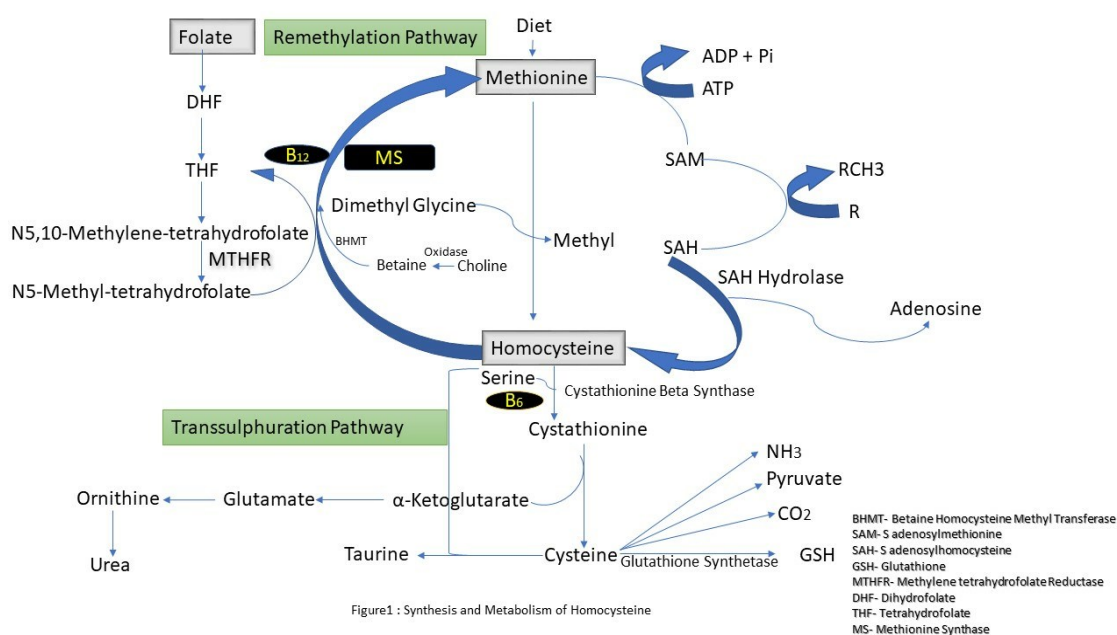 Folate
Remethylation Pathway
Diet
Methionine
ADP + Pi
ATP
DHF
THF
B12
MS
SAM
RCH3
R
Dimethyl Glycine
N5,10-Methylene-tetrahydrofolate
MTHFR
BHMT
Oxidase
Betaine
Choline
Methyl
SAH
SAH Hydrolase
N5-Methyl-tetrahydrofolate
Adenosine
Homocysteine
Serine
Cystathionine Beta Synthase
B6
Transsulphuration Pathway
Cystathionine
NH3
Pyruvate
CO2
Ornithine
Glutamate
α-Ketoglutarate
Urea
Taurine
Cysteine
Glutathione Synthetase
GSH
BHMT- Betaine Homocysteine Methyl Transferase
SAM- S adenosylmethionine
SAH- S adenosylhomocysteine
GSH- Glutathione
MTHFR- Methylene tetrahydrofolate Reductase
DHF- Dihydrofolate
THF- Tetrahydrofolate
MS- Methionine Synthase
Figure1 : Synthesis and Metabolism of Homocysteine